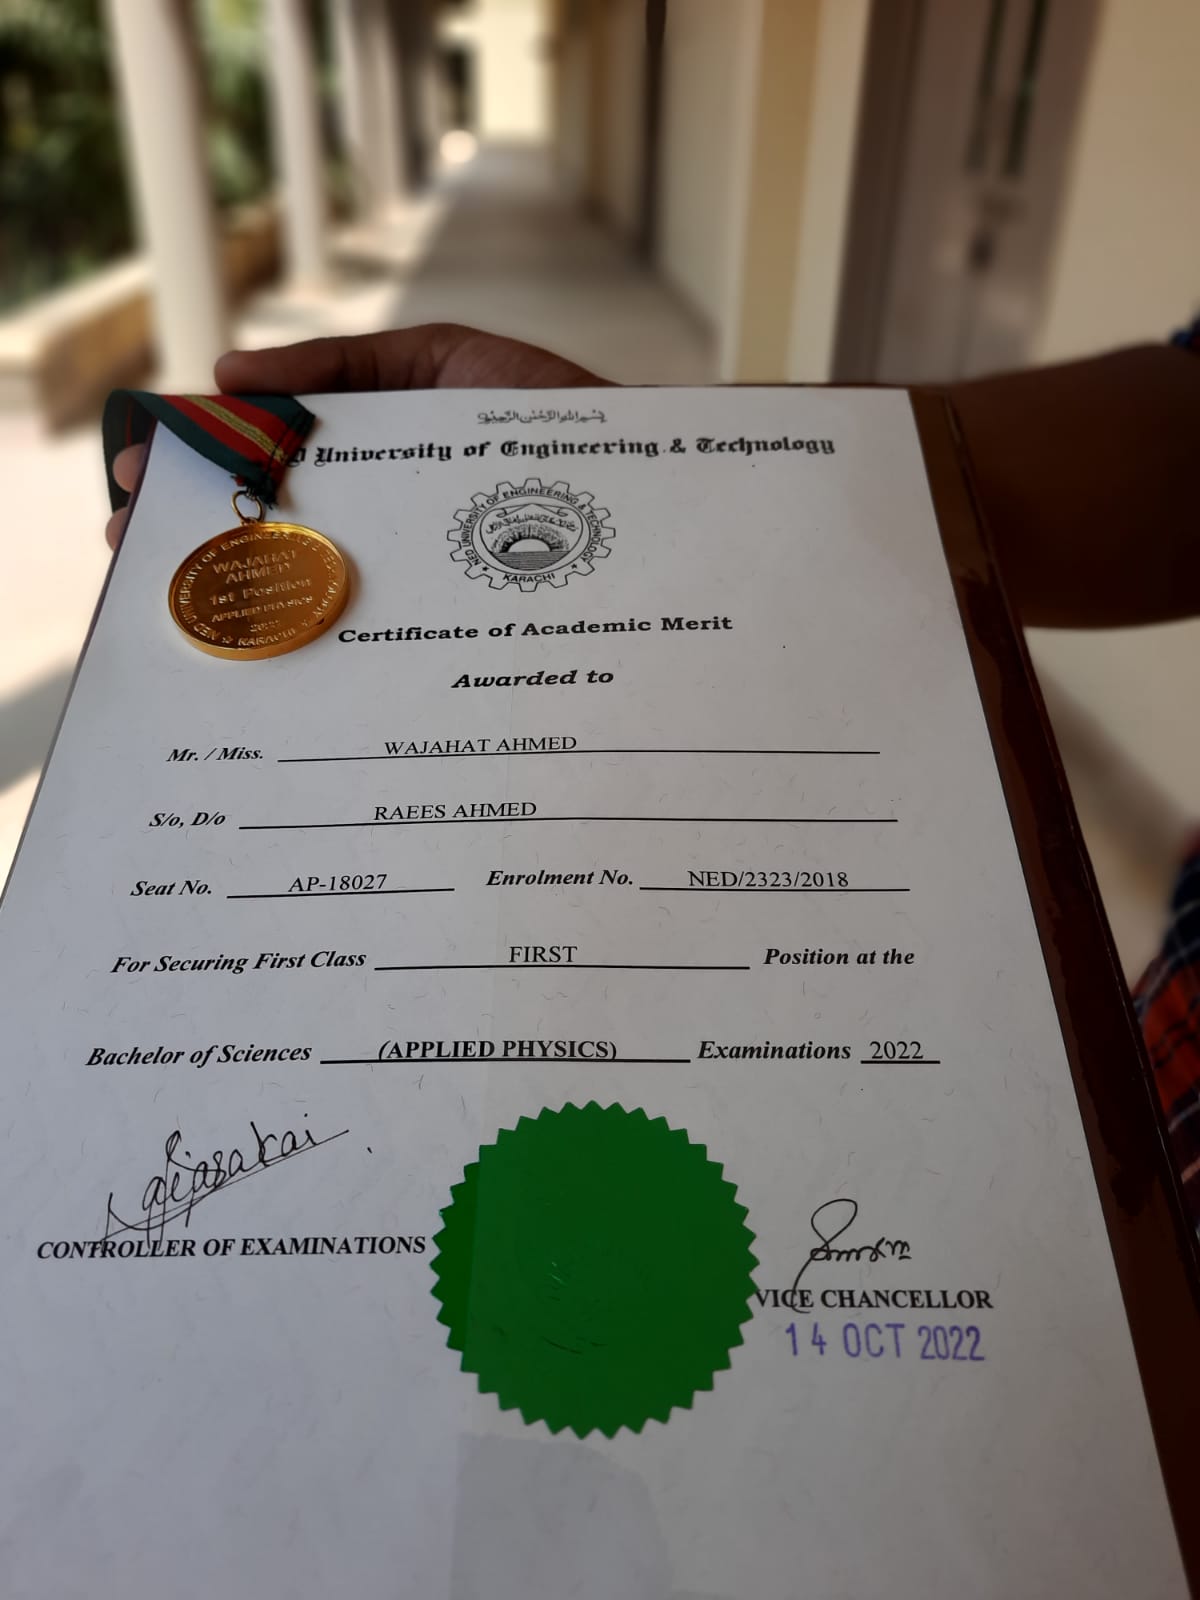 بسم اللہ الرحمٰن الرحیم
D University of Engineering & Technology
NED UNIVERSITY OF ENGINEERING & TECHNOLOGY
KARACHI
NED UNIVERSITY OF ENGINEERING & TECHNOLOGY
WAJAHAT
AHMED
1st Position
APPLIED PHYSICS
2022
KARACHI
Certificate of Academic Merit
Awarded to
Mr. / Miss. WAJAHAT AHMED
S/o, D/o RAEES AHMED
Seat No. AP-18027 Enrolment No. NED/2323/2018
For Securing First Class FIRST Position at the
Bachelor of Sciences (APPLIED PHYSICS) Examinations 2022
CONTROLLER OF EXAMINATIONS
VICE CHANCELLOR
14 OCT 2022